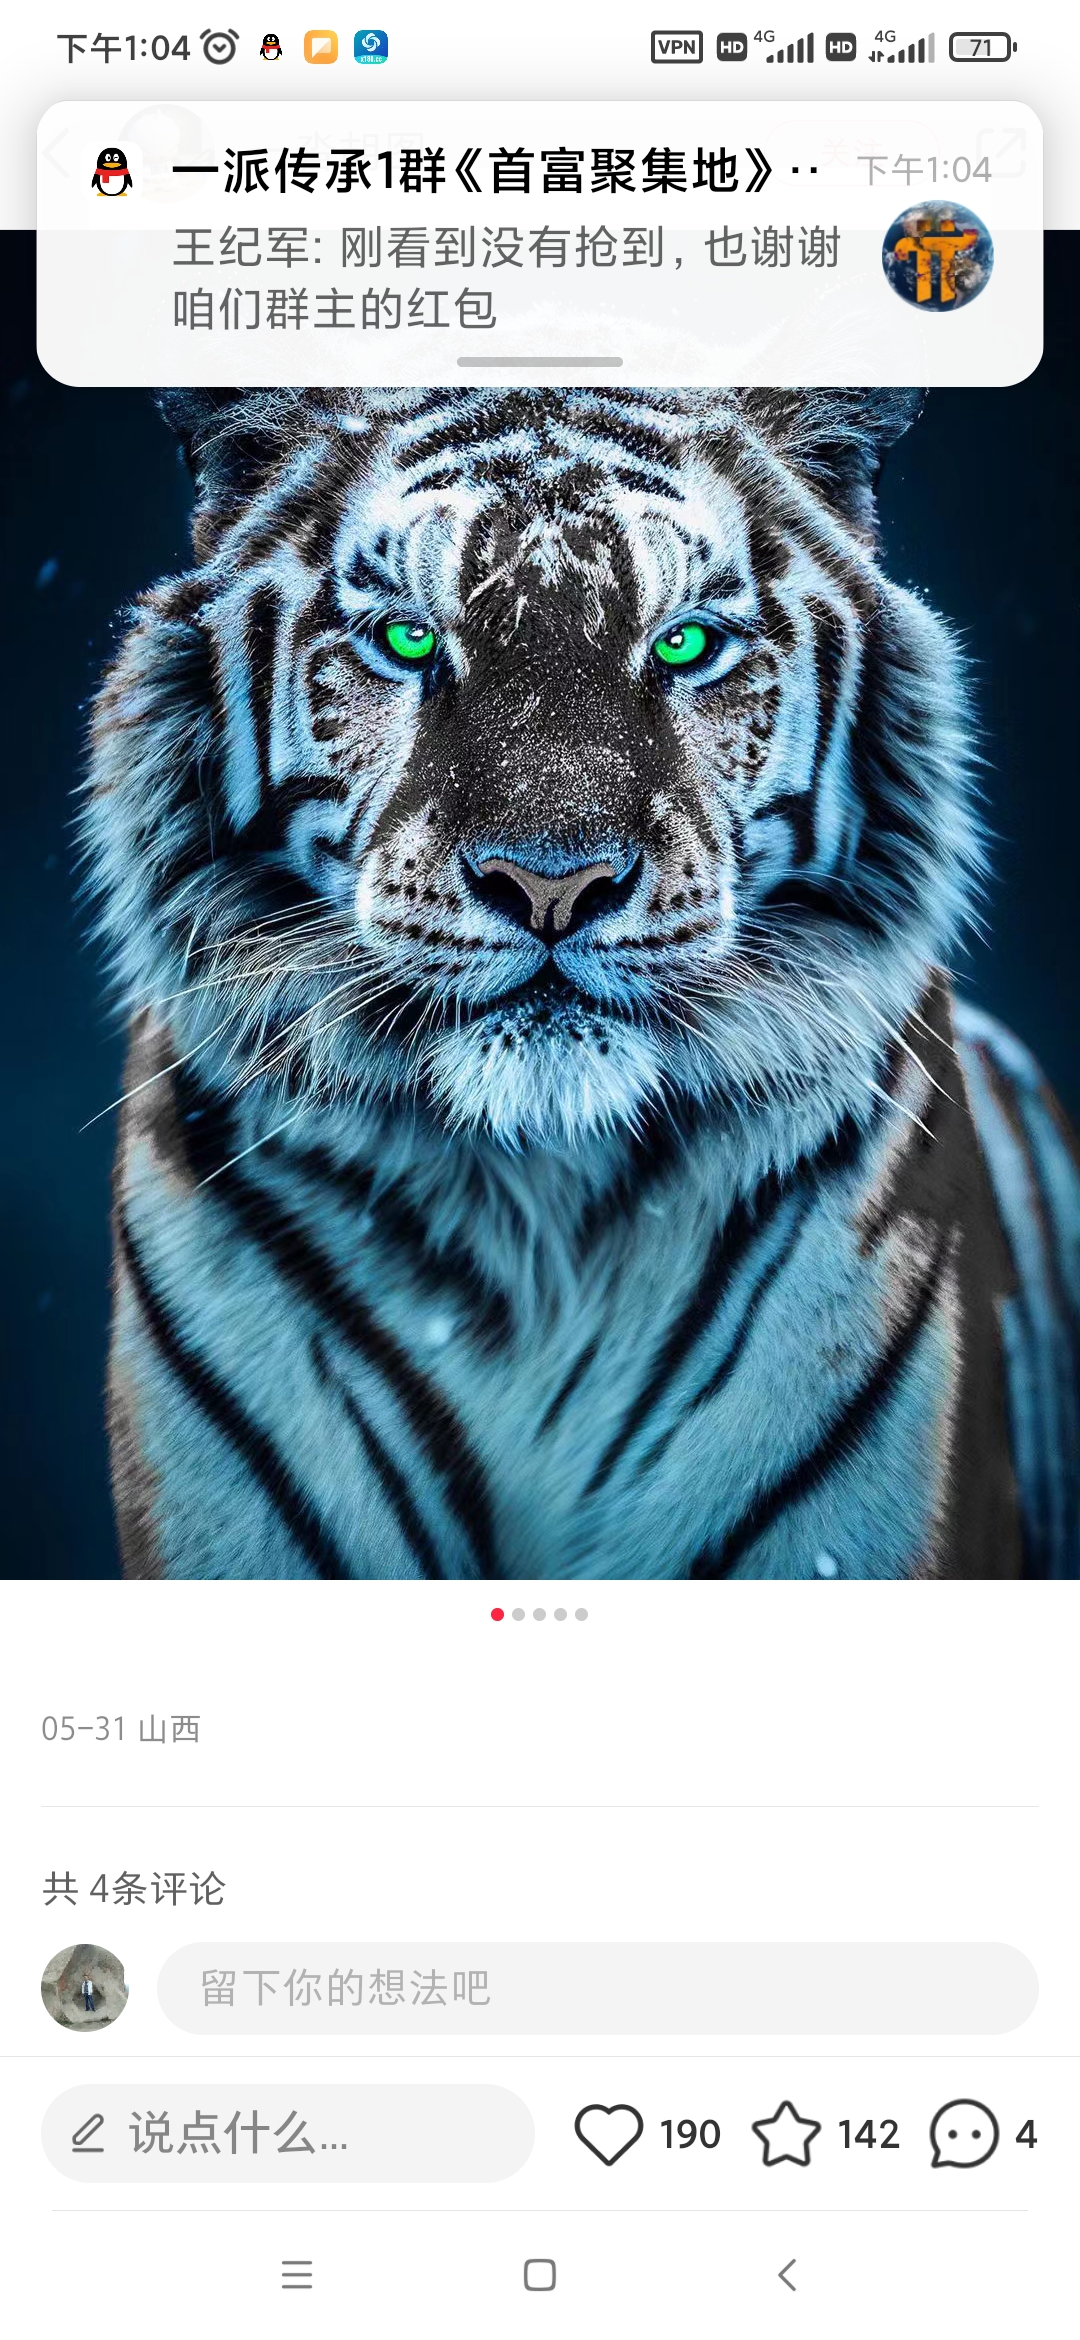 下午1:04
VPN HD 4G HD 4G 71
一派传承1群《首富聚集地》··
下午1:04
王纪军: 刚看到没有抢到, 也谢谢
咱们群主的红包
05-31 山西
共 4条评论
留下你的想法吧
说点什么...
190
142
4